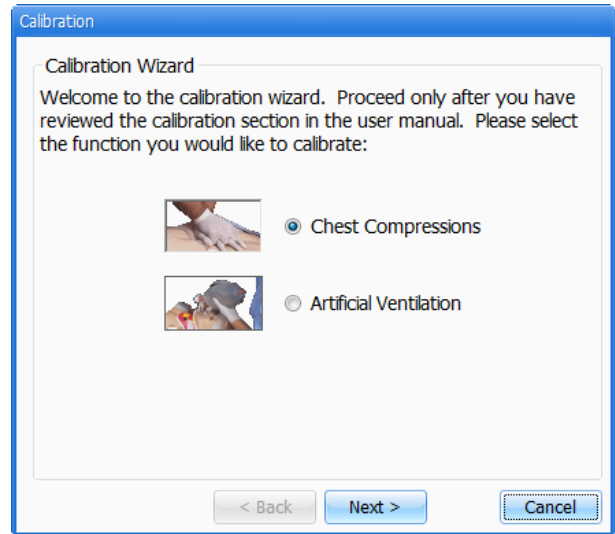 Calibration
Calibration Wizard
Welcome to the calibration wizard.  Proceed only after you have
reviewed the calibration section in the user manual.  Please select
the function you would like to calibrate:
Chest Compressions
Artificial Ventilation
< Back
Next >
Cancel